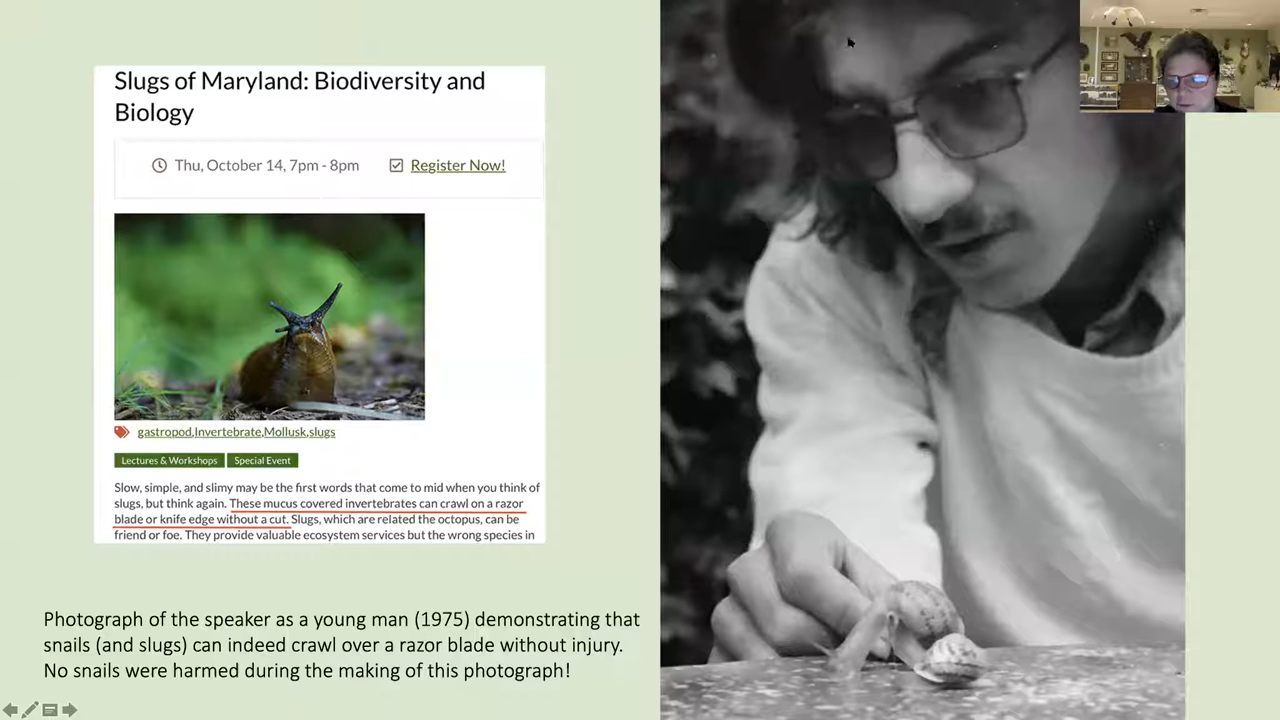 Slugs of Maryland: Biodiversity and
Biology
Thu, October 14, 7pm - 8pm
Register Now!
gastropod,Invertebrate,Mollusk,slugs
Lectures & Workshops
Special Event
Slow, simple, and slimy may be the first words that come to mid when you think of
slugs, but think again. These mucus covered invertebrates can crawl on a razor
blade or knife edge without a cut. Slugs, which are related the octopus, can be
friend or foe. They provide valuable ecosystem services but the wrong species in
Photograph of the speaker as a young man (1975) demonstrating that
snails (and slugs) can indeed crawl over a razor blade without injury.
No snails were harmed during the making of this photograph!